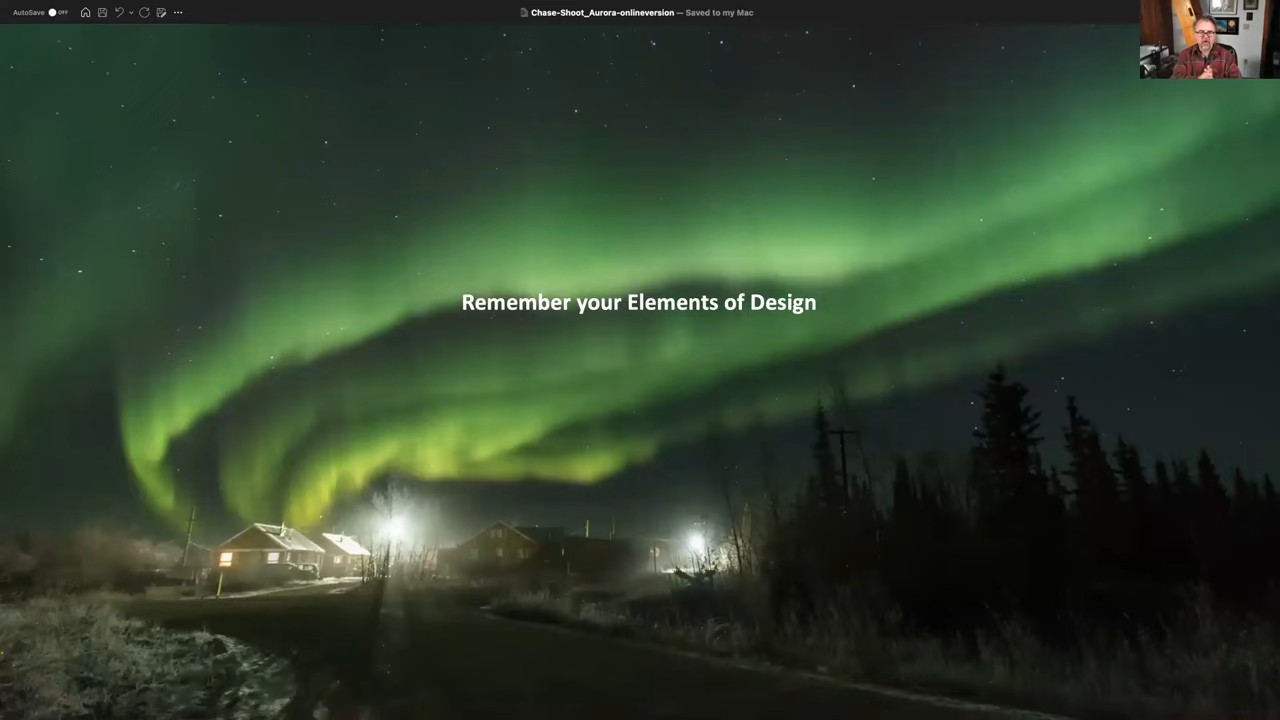 AutoSave OFF
Chase-Shoot_Aurora-onlineversion — Saved to my Mac
Remember your Elements of Design